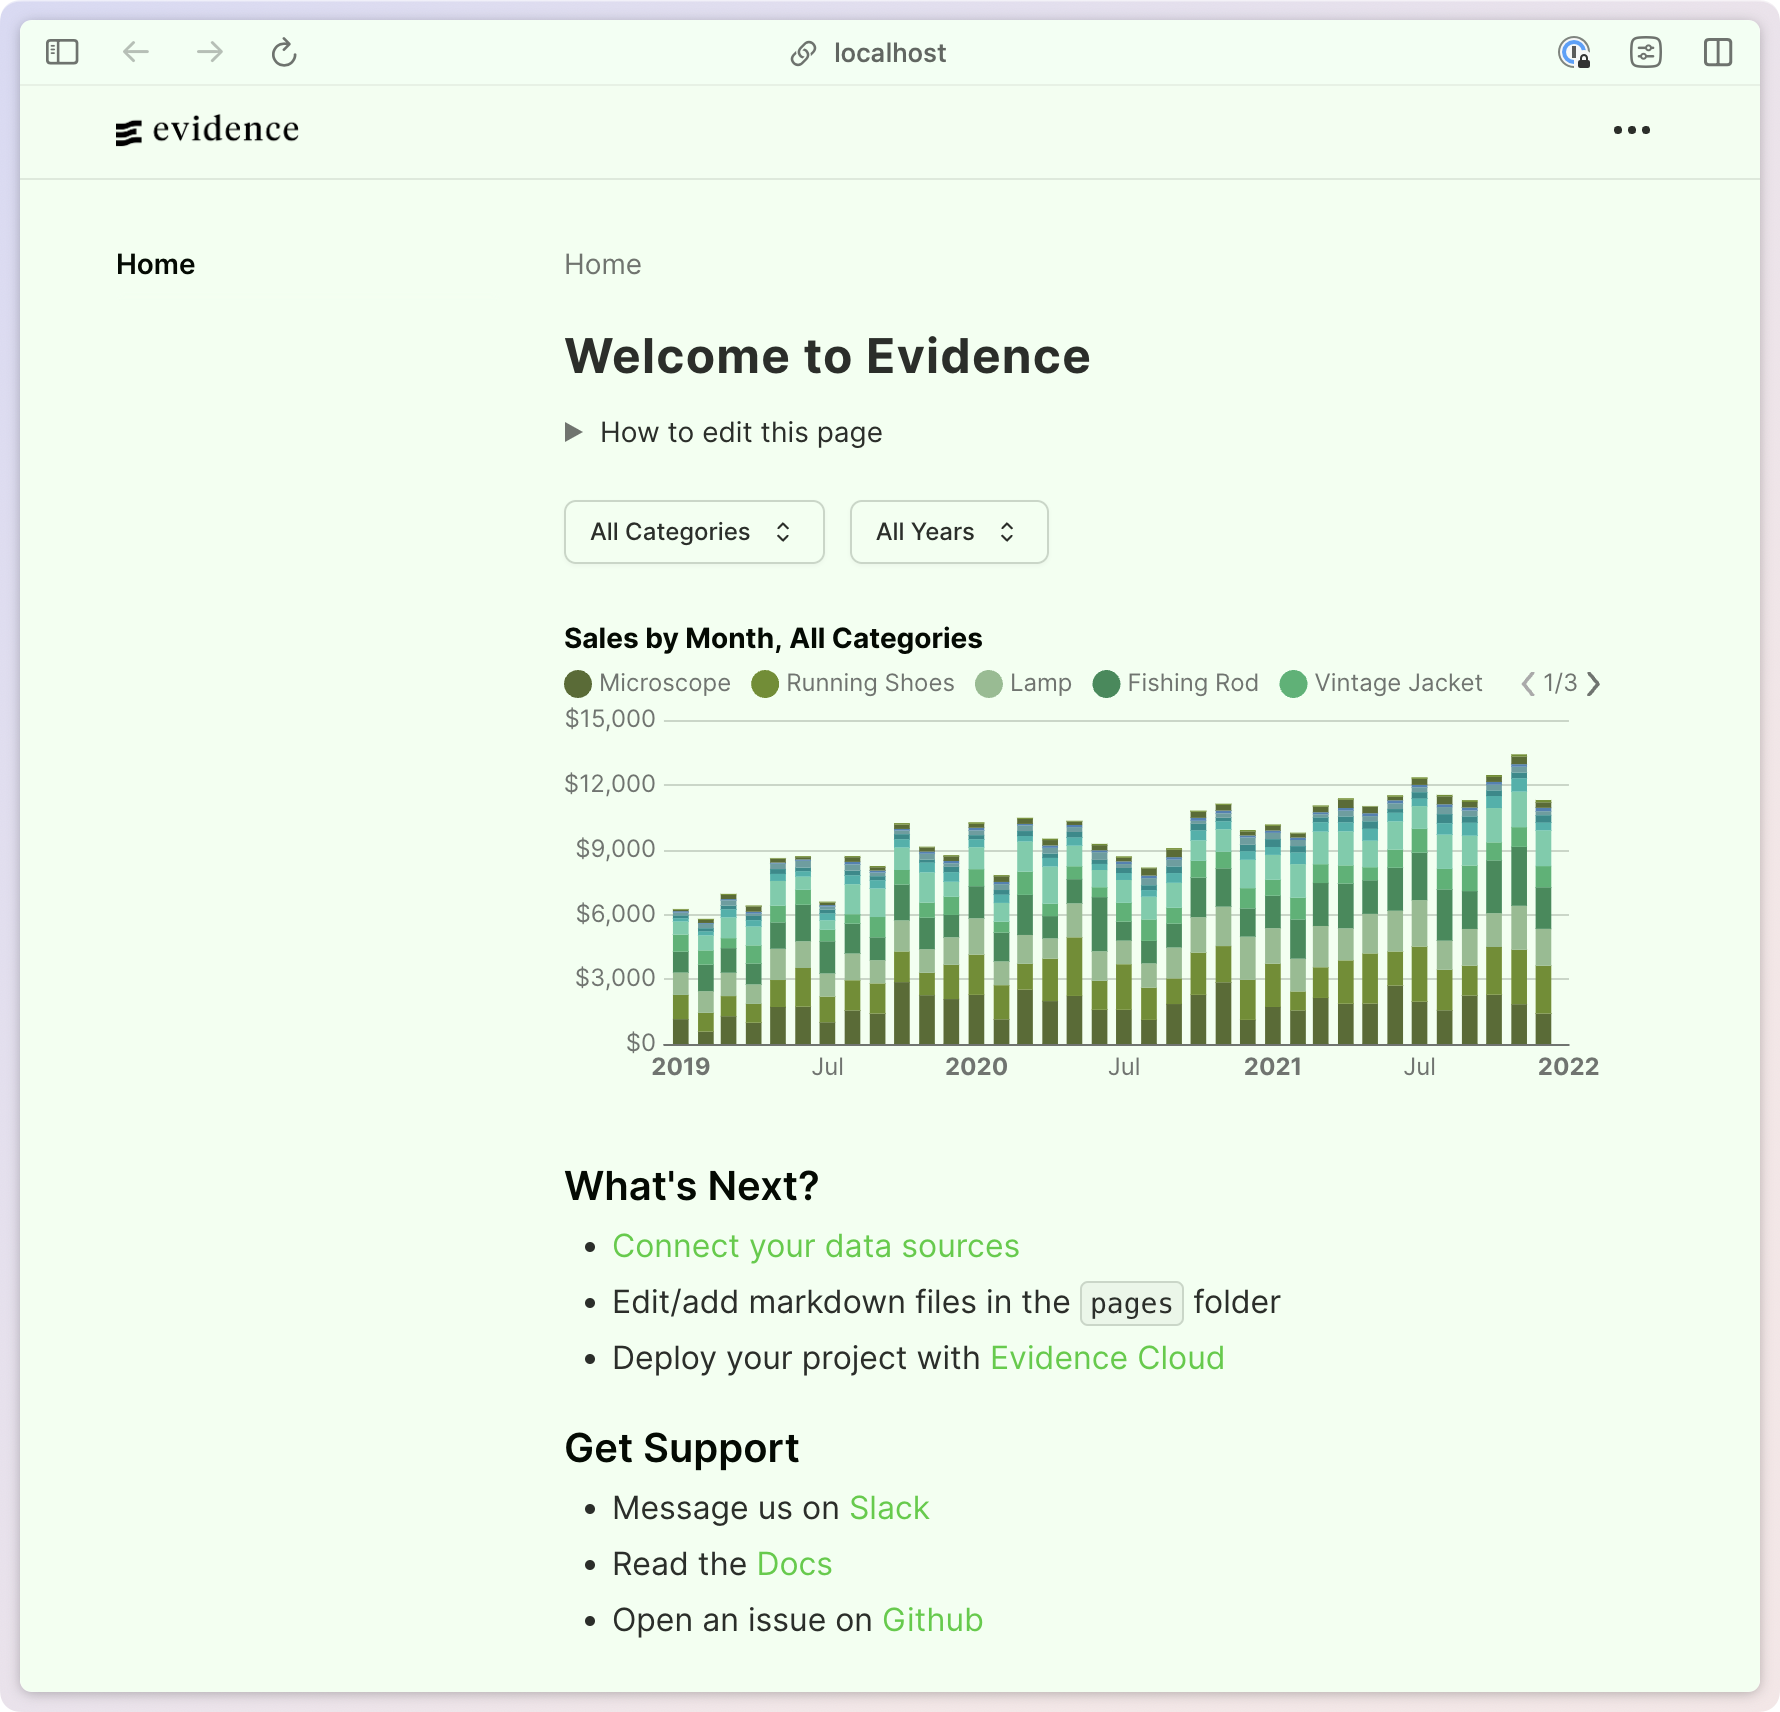 localhost
evidence
Home
Home
Welcome to Evidence
How to edit this page
All Categories
All Years
Sales by Month, All Categories
Microscope Running Shoes Lamp Fishing Rod Vintage Jacket 1/3
$15,000
$12,000
$9,000
$6,000
$3,000
$0
2019 Jul 2020 Jul 2021 Jul 2022
What's Next?
• Connect your data sources
• Edit/add markdown files in the pages folder
• Deploy your project with Evidence Cloud
Get Support
• Message us on Slack
• Read the Docs
• Open an issue on Github